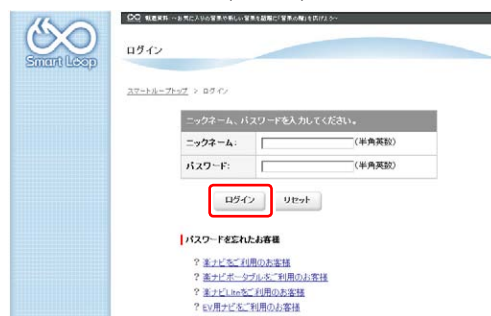 Smart Loop
ログイン
スマートループトップ > ログイン
ニックネーム、パスワードを入力してください。
ニックネーム: (半角英数)
パスワード: (半角英数)
ログイン リセット
パスワードを忘れたお客様
? 楽ナビをご利用のお客様
? 楽ナビポータブルをご利用のお客様
? 楽ナビLiteをご利用のお客様
? EV用ナビをご利用のお客様